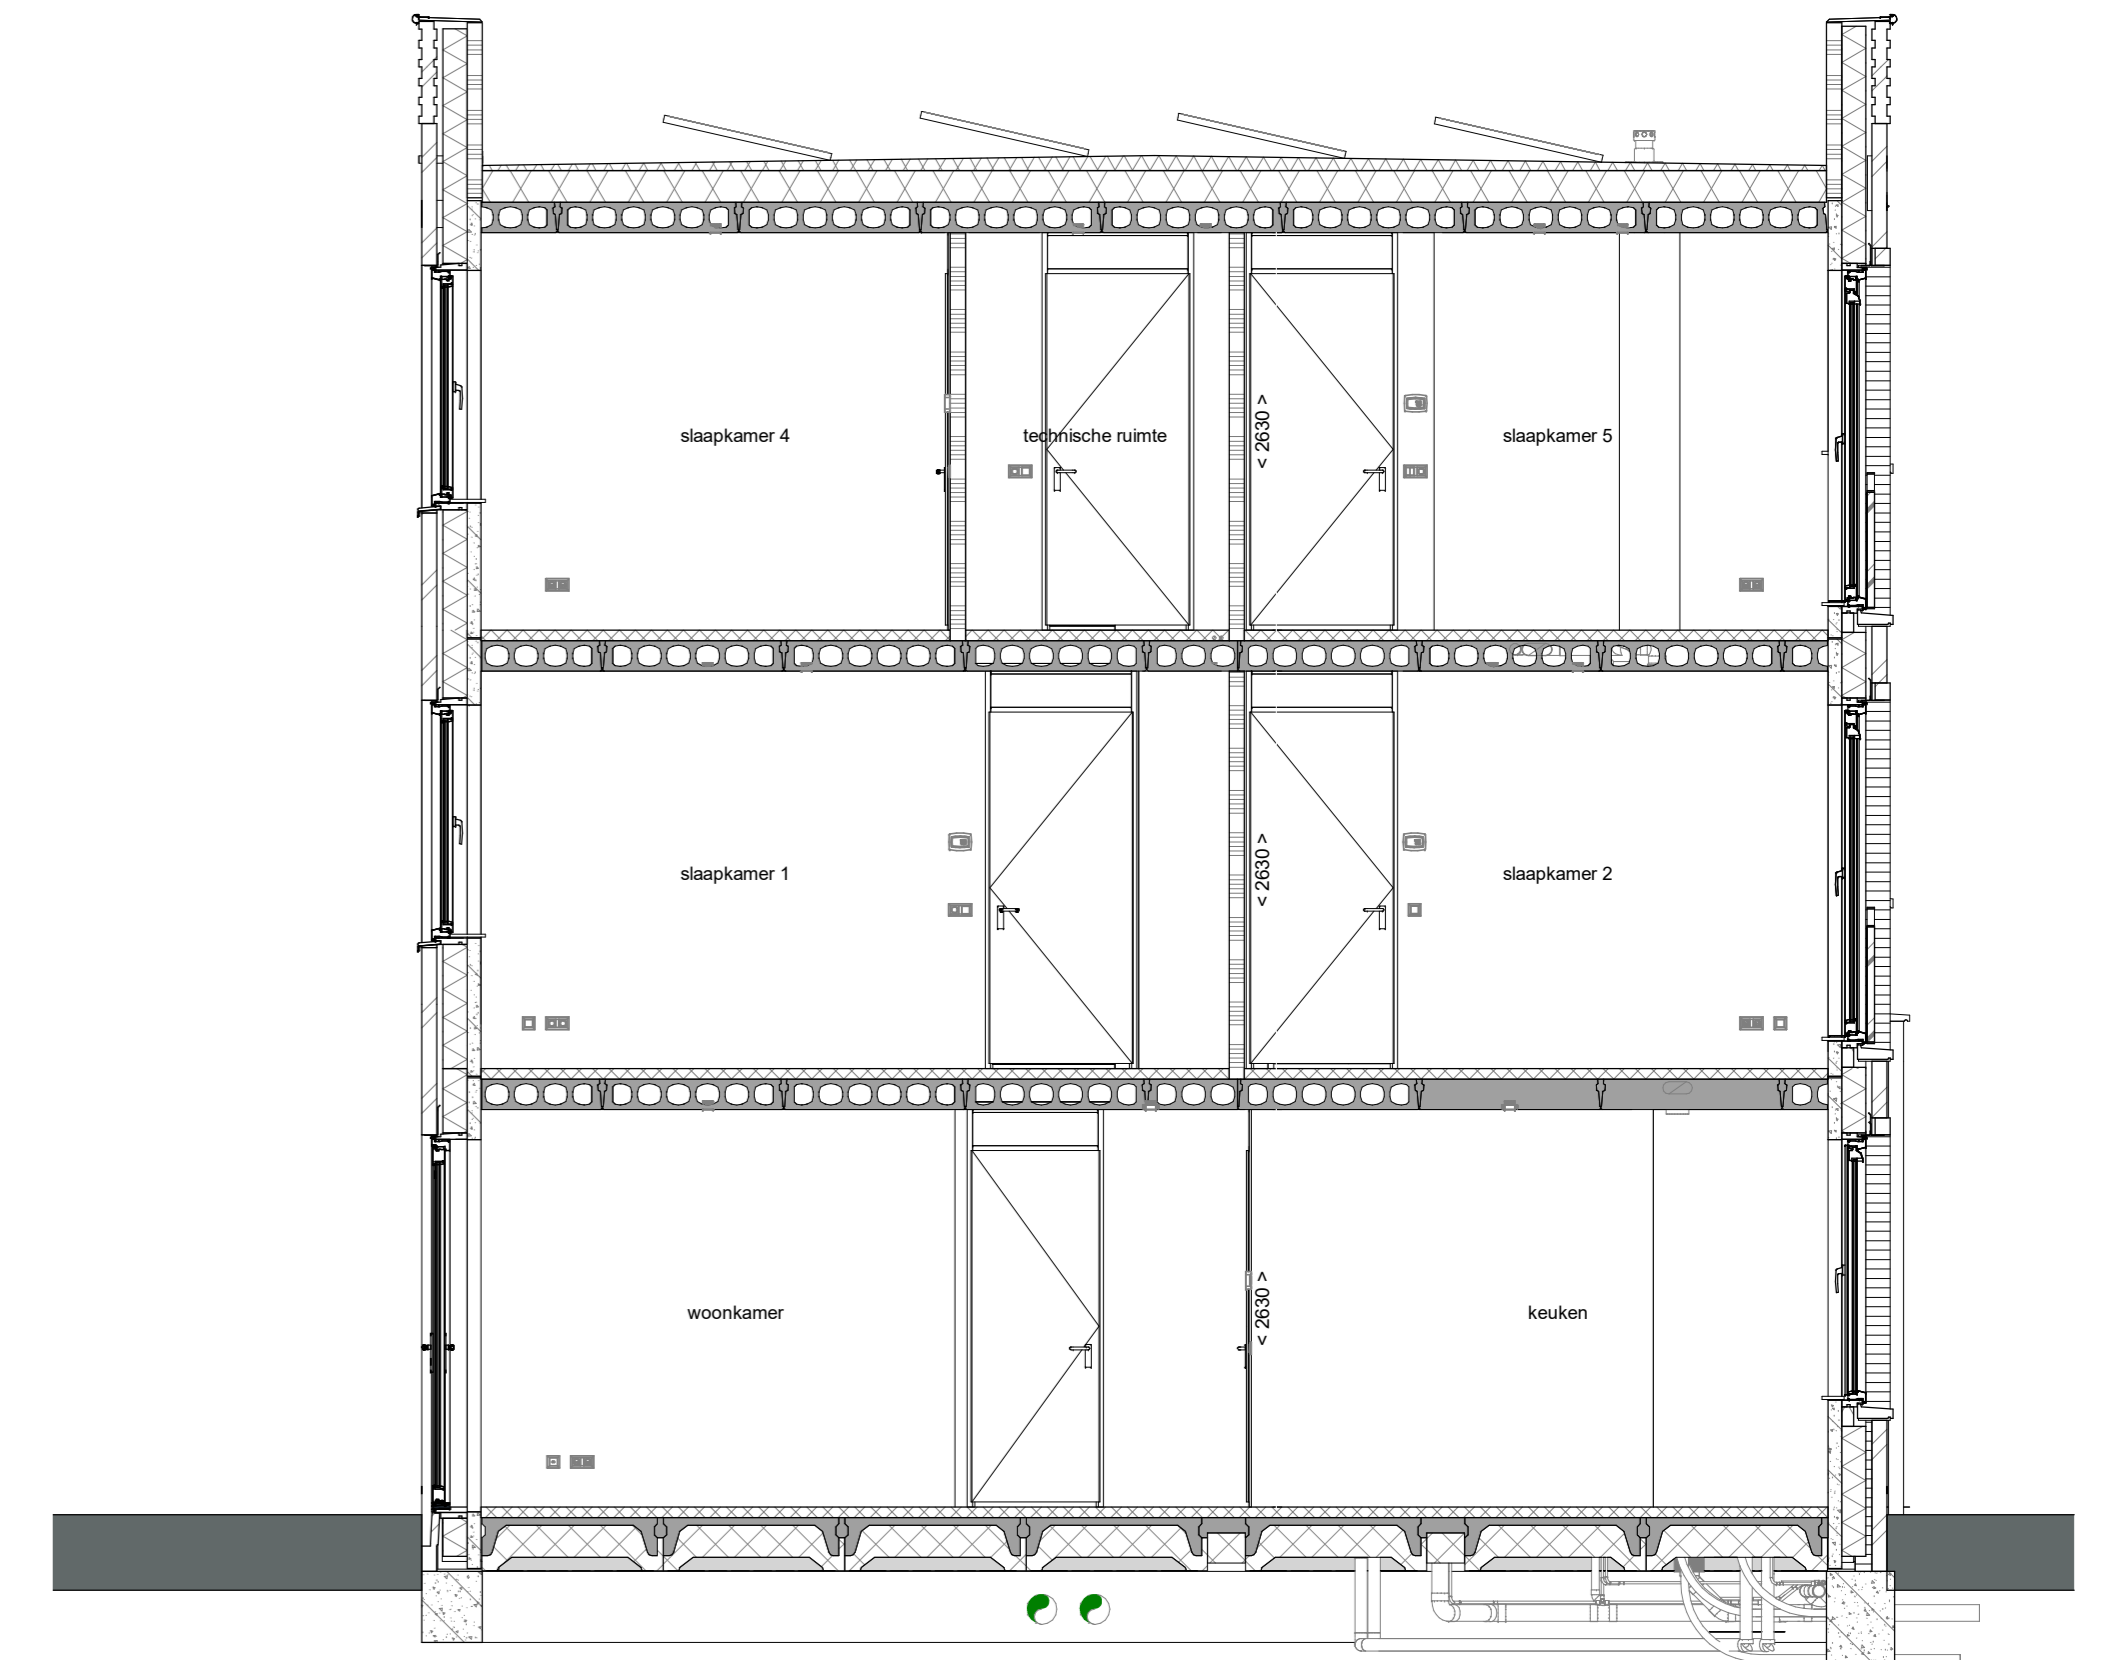 slaapkamer 4
technische ruimte
< 2630 >
slaapkamer 5
slaapkamer 1
< 2630 >
slaapkamer 2
woonkamer
< 2630 >
keuken